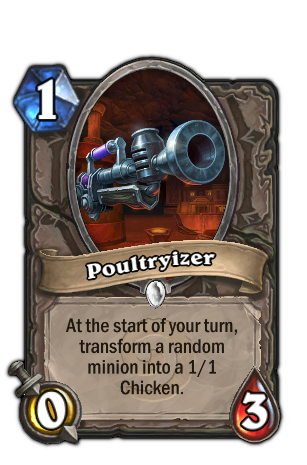 1
Poultryizer
At the start of your turn,
transform a random
minion into a 1/1
Chicken.
0
3